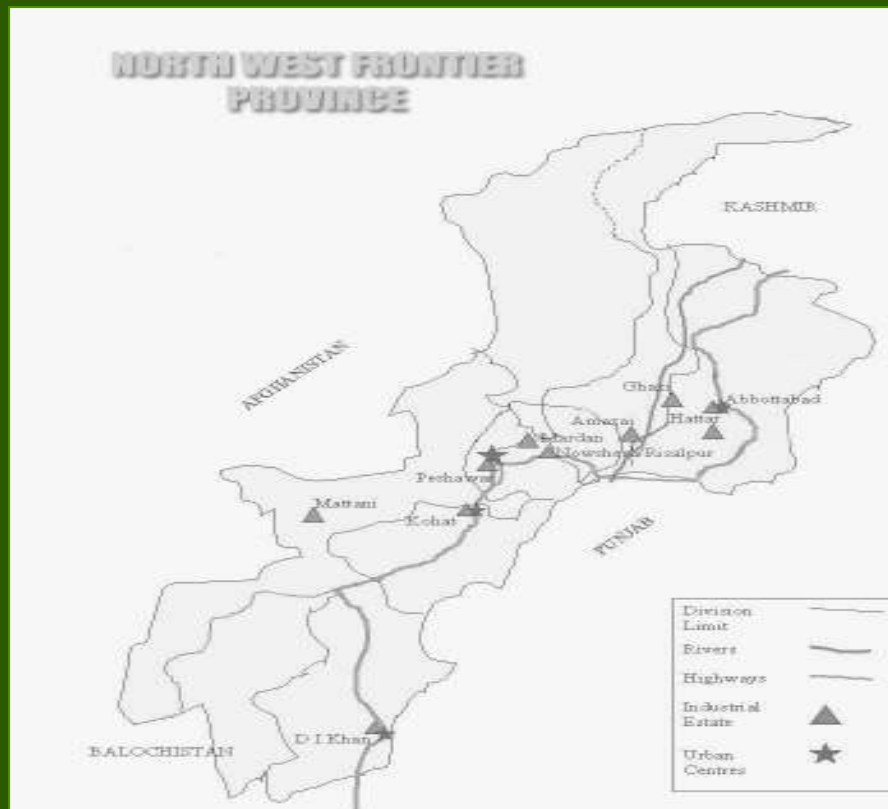 NORTH WEST FRONTIER
PROVINCE
KASHMIR
AFGHANISTAN
Ghazi
Abbottabad
Amazai
Hattar
Mardan
Nowshera Risalpur
Peshawar
Mattani
Kohat
PUNJAB
D I Khan
BALOCHISTAN
Division
Limit
Rivers
Highways
Industrial
Estate
Urban
Centres